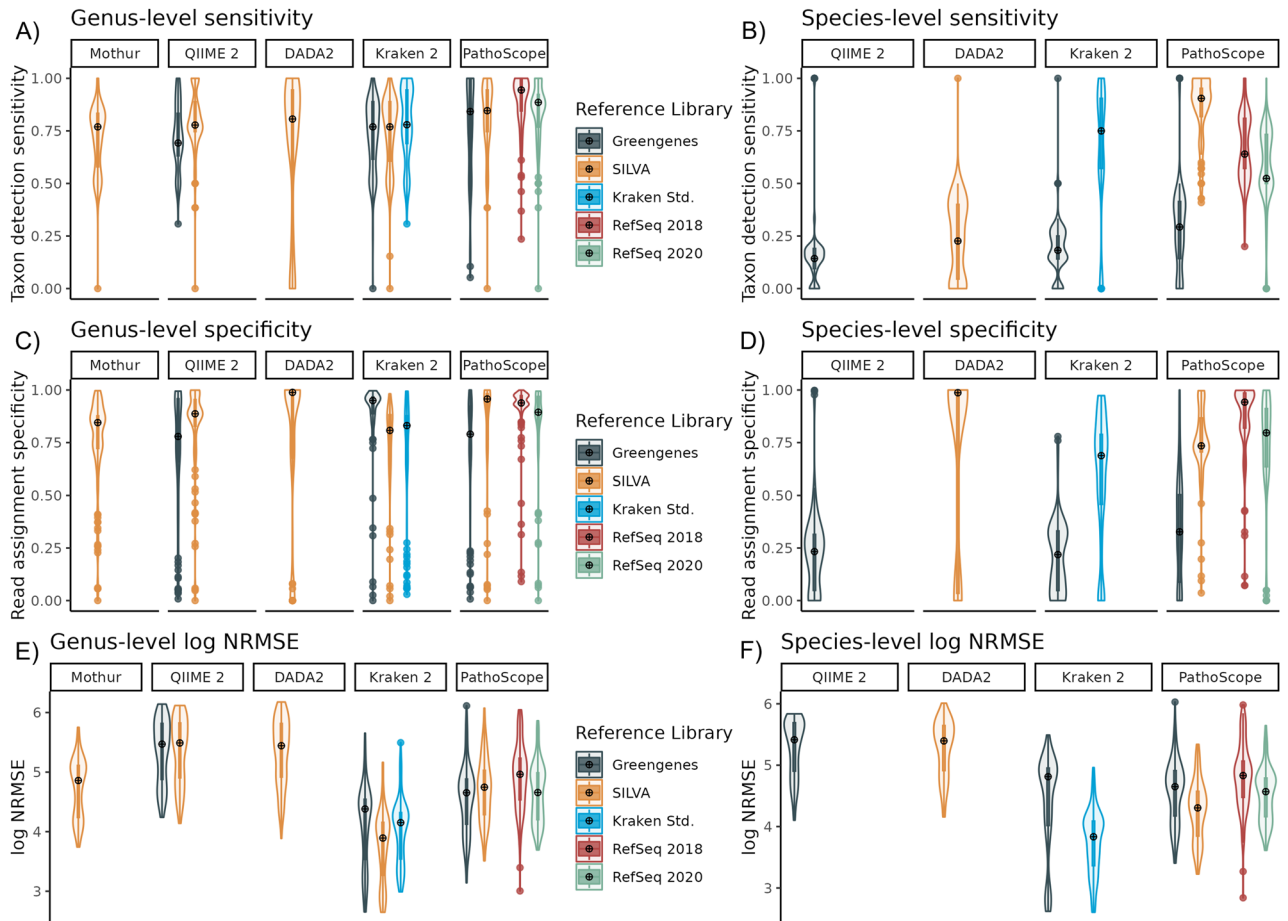 A) Genus-level sensitivity
Mothur QIIME 2 DADA2 Kraken 2 PathoScope
Taxon detection sensitivity
1.00
0.75
0.50
0.25
0.00
Reference Library
Greengenes
SILVA
Kraken Std.
RefSeq 2018
RefSeq 2020
B) Species-level sensitivity
QIIME 2 DADA2 Kraken 2 PathoScope
Taxon detection sensitivity
1.00
0.75
0.50
0.25
0.00
C) Genus-level specificity
Mothur QIIME 2 DADA2 Kraken 2 PathoScope
Read assignment specificity
1.00
0.75
0.50
0.25
0.00
Reference Library
Greengenes
SILVA
Kraken Std.
RefSeq 2018
RefSeq 2020
D) Species-level specificity
QIIME 2 DADA2 Kraken 2 PathoScope
Read assignment specificity
1.00
0.75
0.50
0.25
0.00
E) Genus-level log NRMSE
Mothur QIIME 2 DADA2 Kraken 2 PathoScope
log NRMSE
6
5
4
3
Reference Library
Greengenes
SILVA
Kraken Std.
RefSeq 2018
RefSeq 2020
F) Species-level log NRMSE
QIIME 2 DADA2 Kraken 2 PathoScope
log NRMSE
6
5
4
3